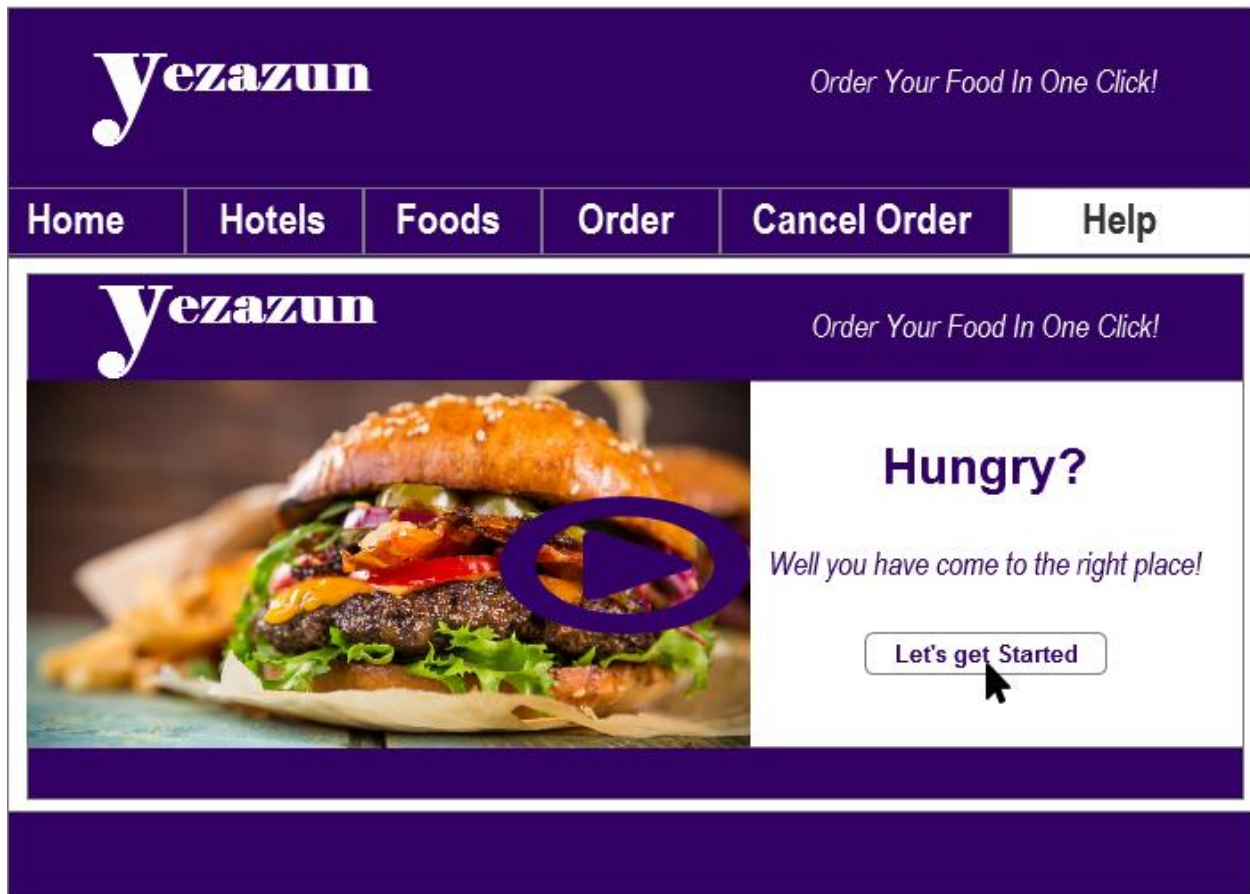 yezazun
Order Your Food In One Click!
Home Hotels Foods Order Cancel Order Help
yezazun
Order Your Food In One Click!
Hungry?
Well you have come to the right place!
Let's get Started